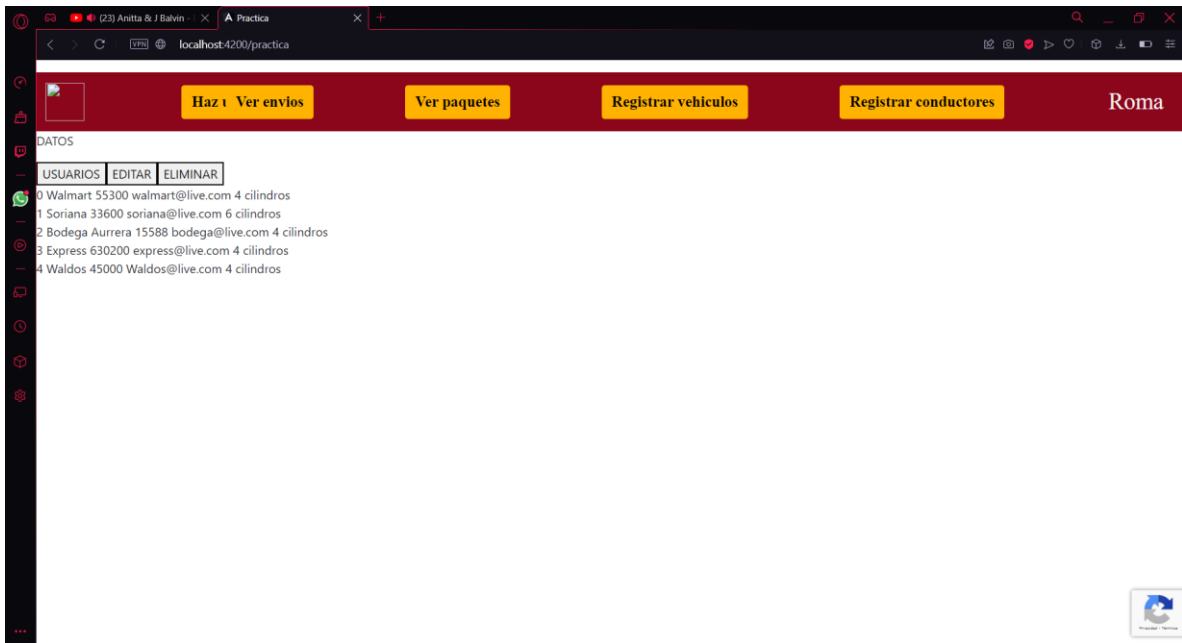 (23) Anitta & J Balvin -
Practica
VPN localhost:4200/practica
Haz Ver envios Ver paquetes Registrar vehiculos Registrar conductores Roma
DATOS
USUARIOS EDITAR ELIMINAR
0 Walmart 55300 walmart@live.com 4 cilindros
1 Soriana 33600 soriana@live.com 6 cilindros
2 Bodega Aurrera 15588 bodega@live.com 4 cilindros
3 Express 630200 express@live.com 4 cilindros
4 Waldos 45000 Waldos@live.com 4 cilindros